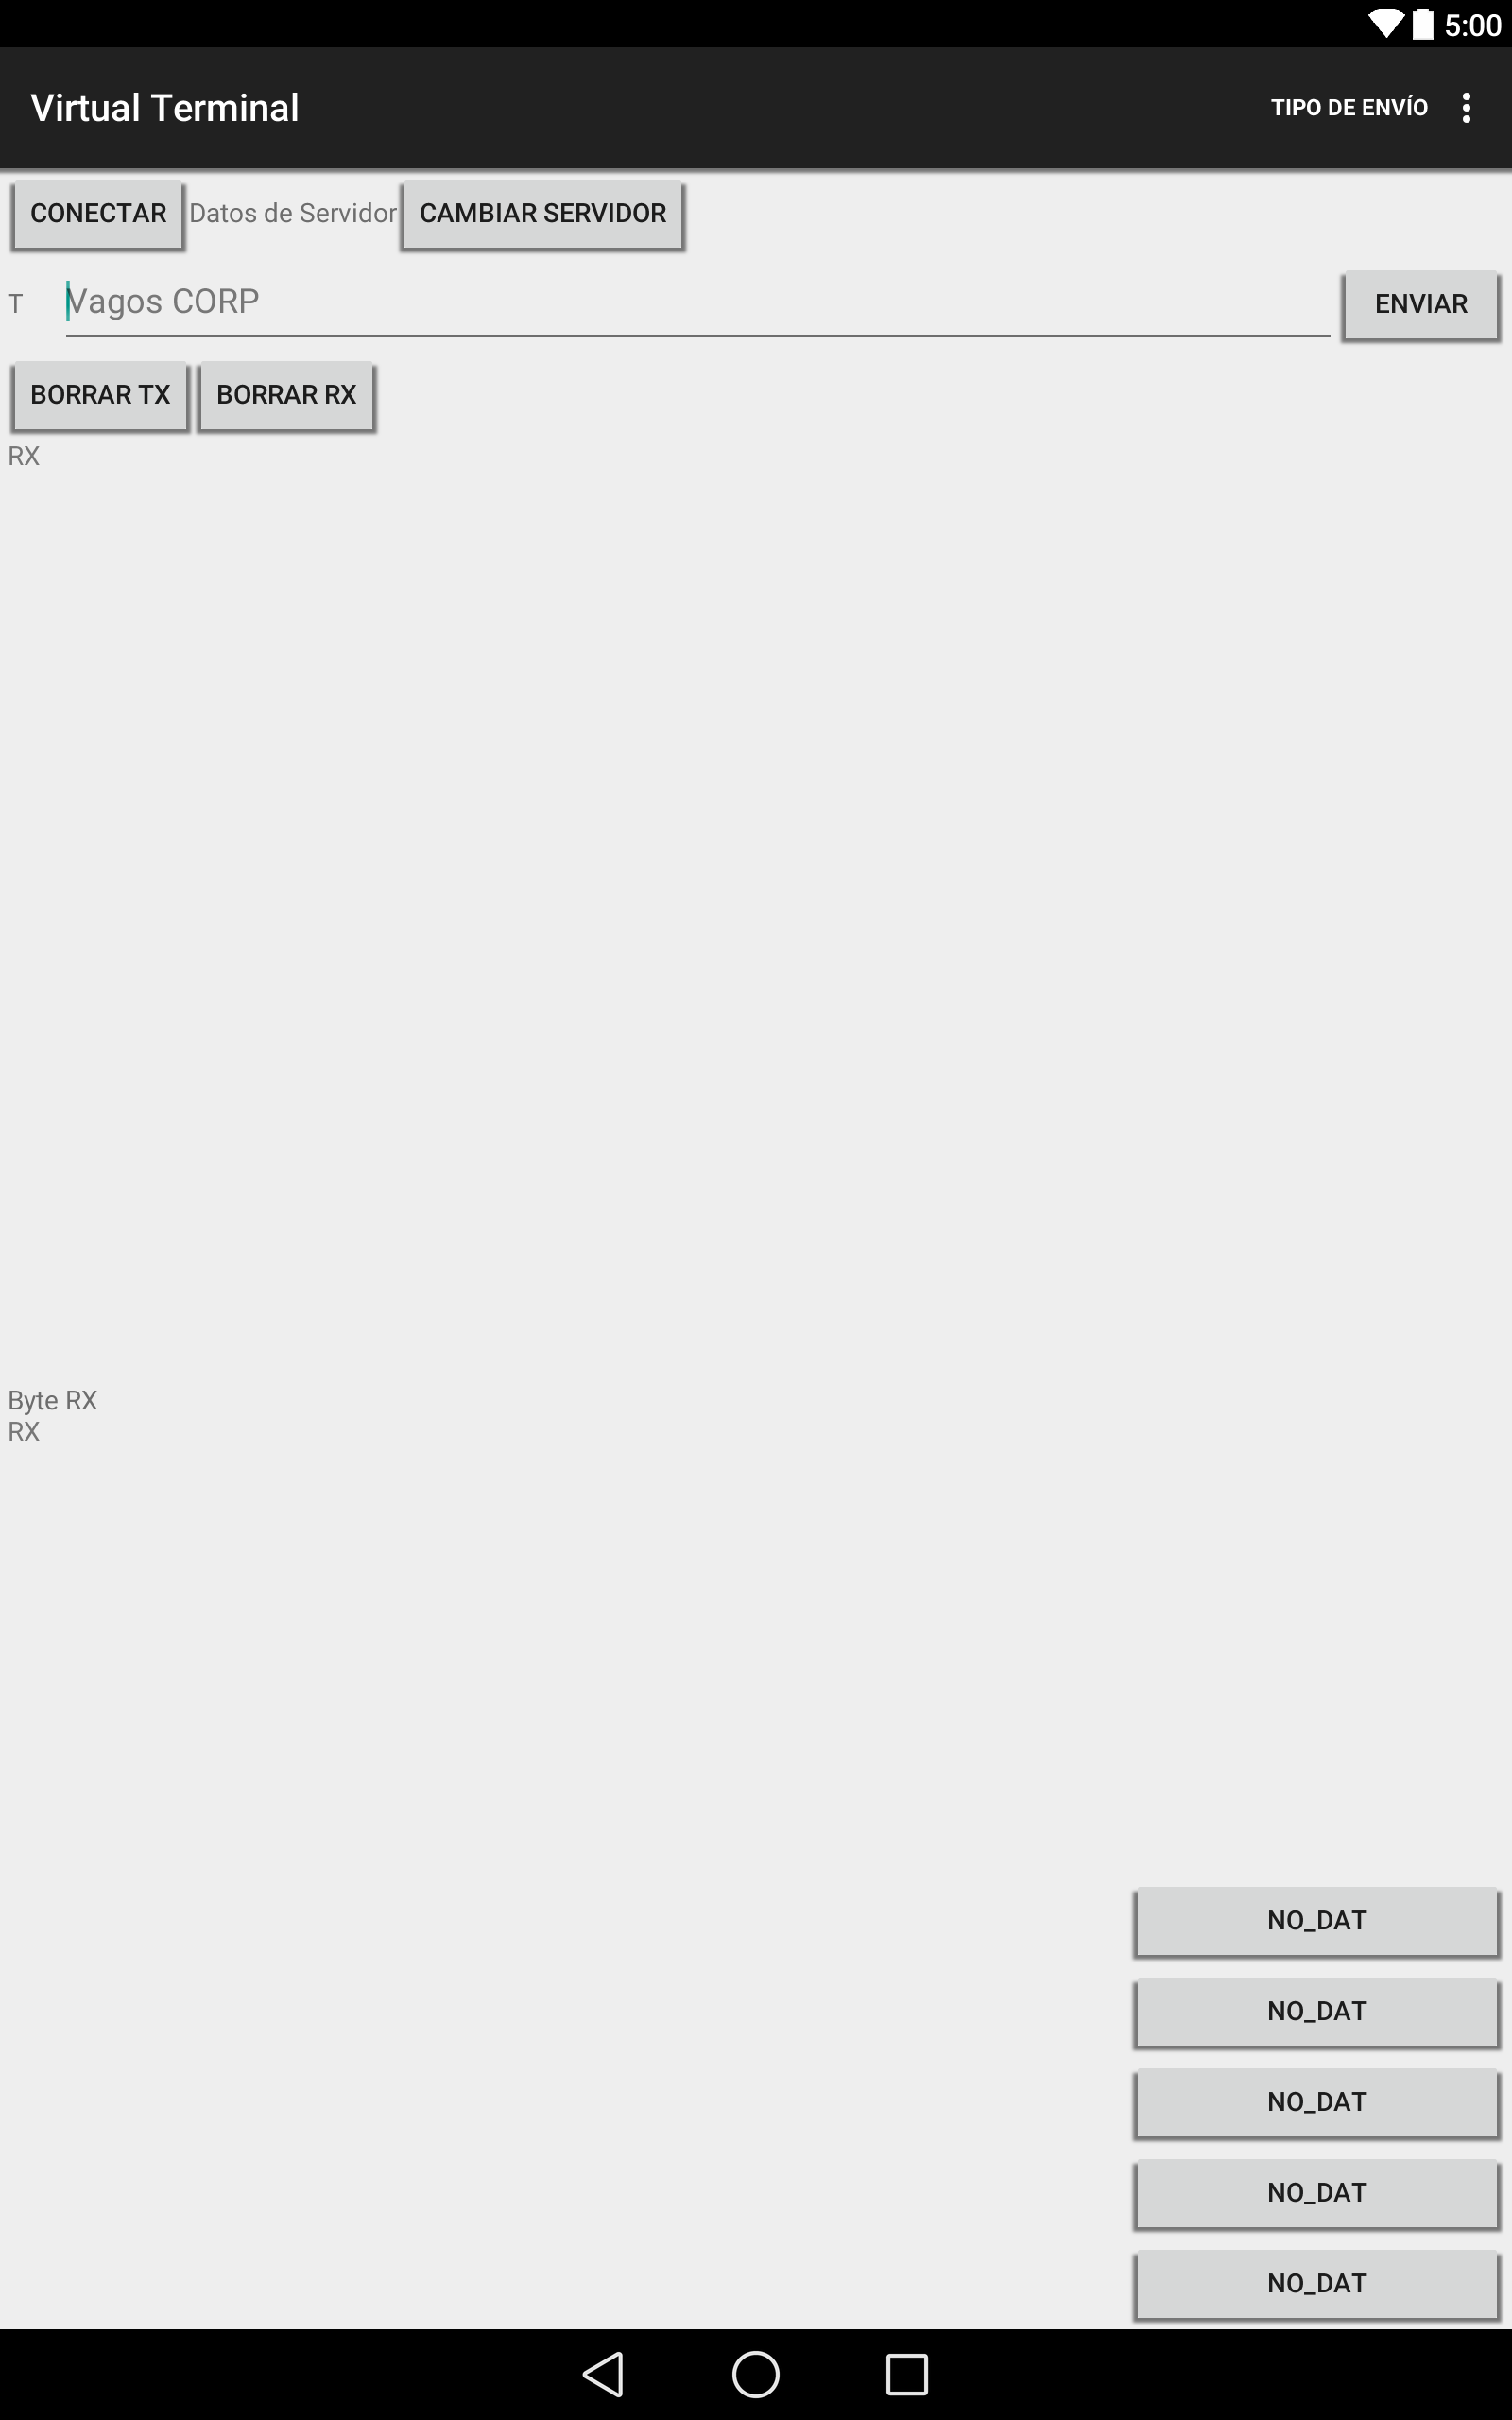 5:00
Virtual Terminal TIPO DE ENVÍO
CONECTAR Datos de Servidor CAMBIAR SERVIDOR
T Vagos CORP ENVIAR
BORRAR TX BORRAR RX
RX
Byte RX
RX
NO_DAT
NO_DAT
NO_DAT
NO_DAT
NO_DAT